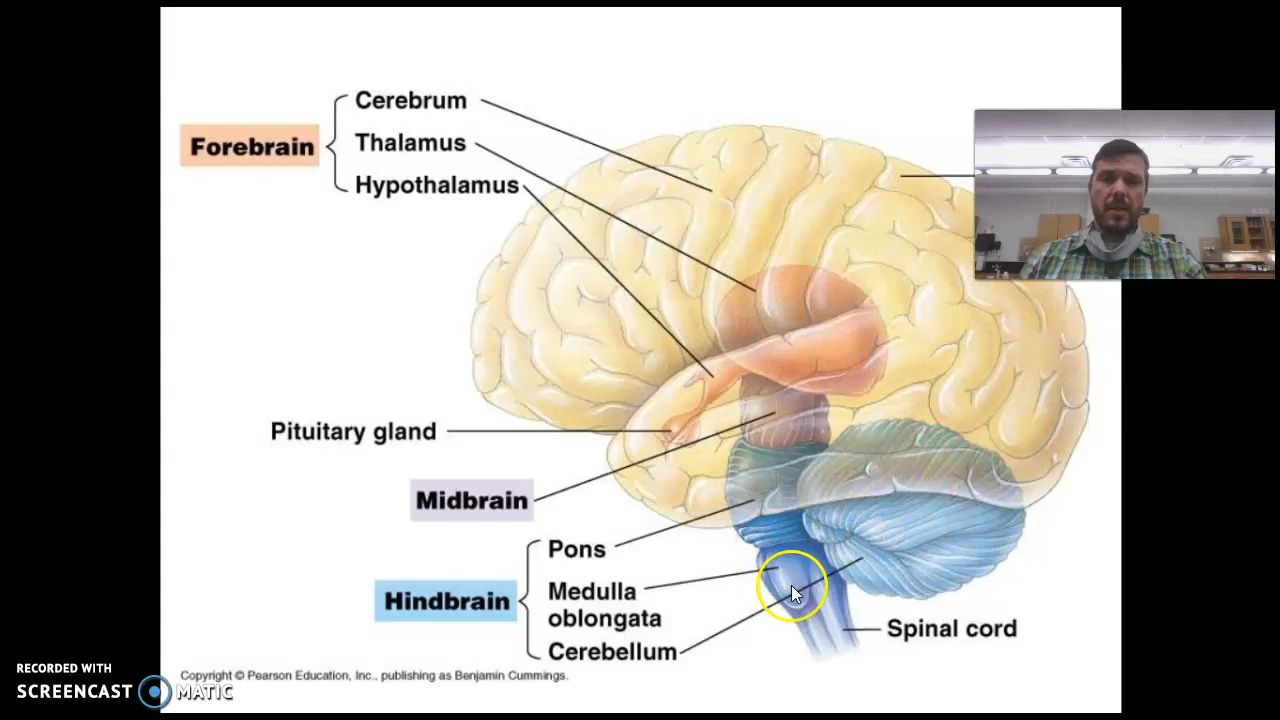 Cerebrum
Forebrain
Thalamus
Hypothalamus
Pituitary gland
Midbrain
Pons
Hindbrain
Medulla
oblongata
Cerebellum
Spinal cord
Copyright © Pearson Education, Inc., publishing as Benjamin Cummings.
RECORDED WITH
SCREENCAST MATIC